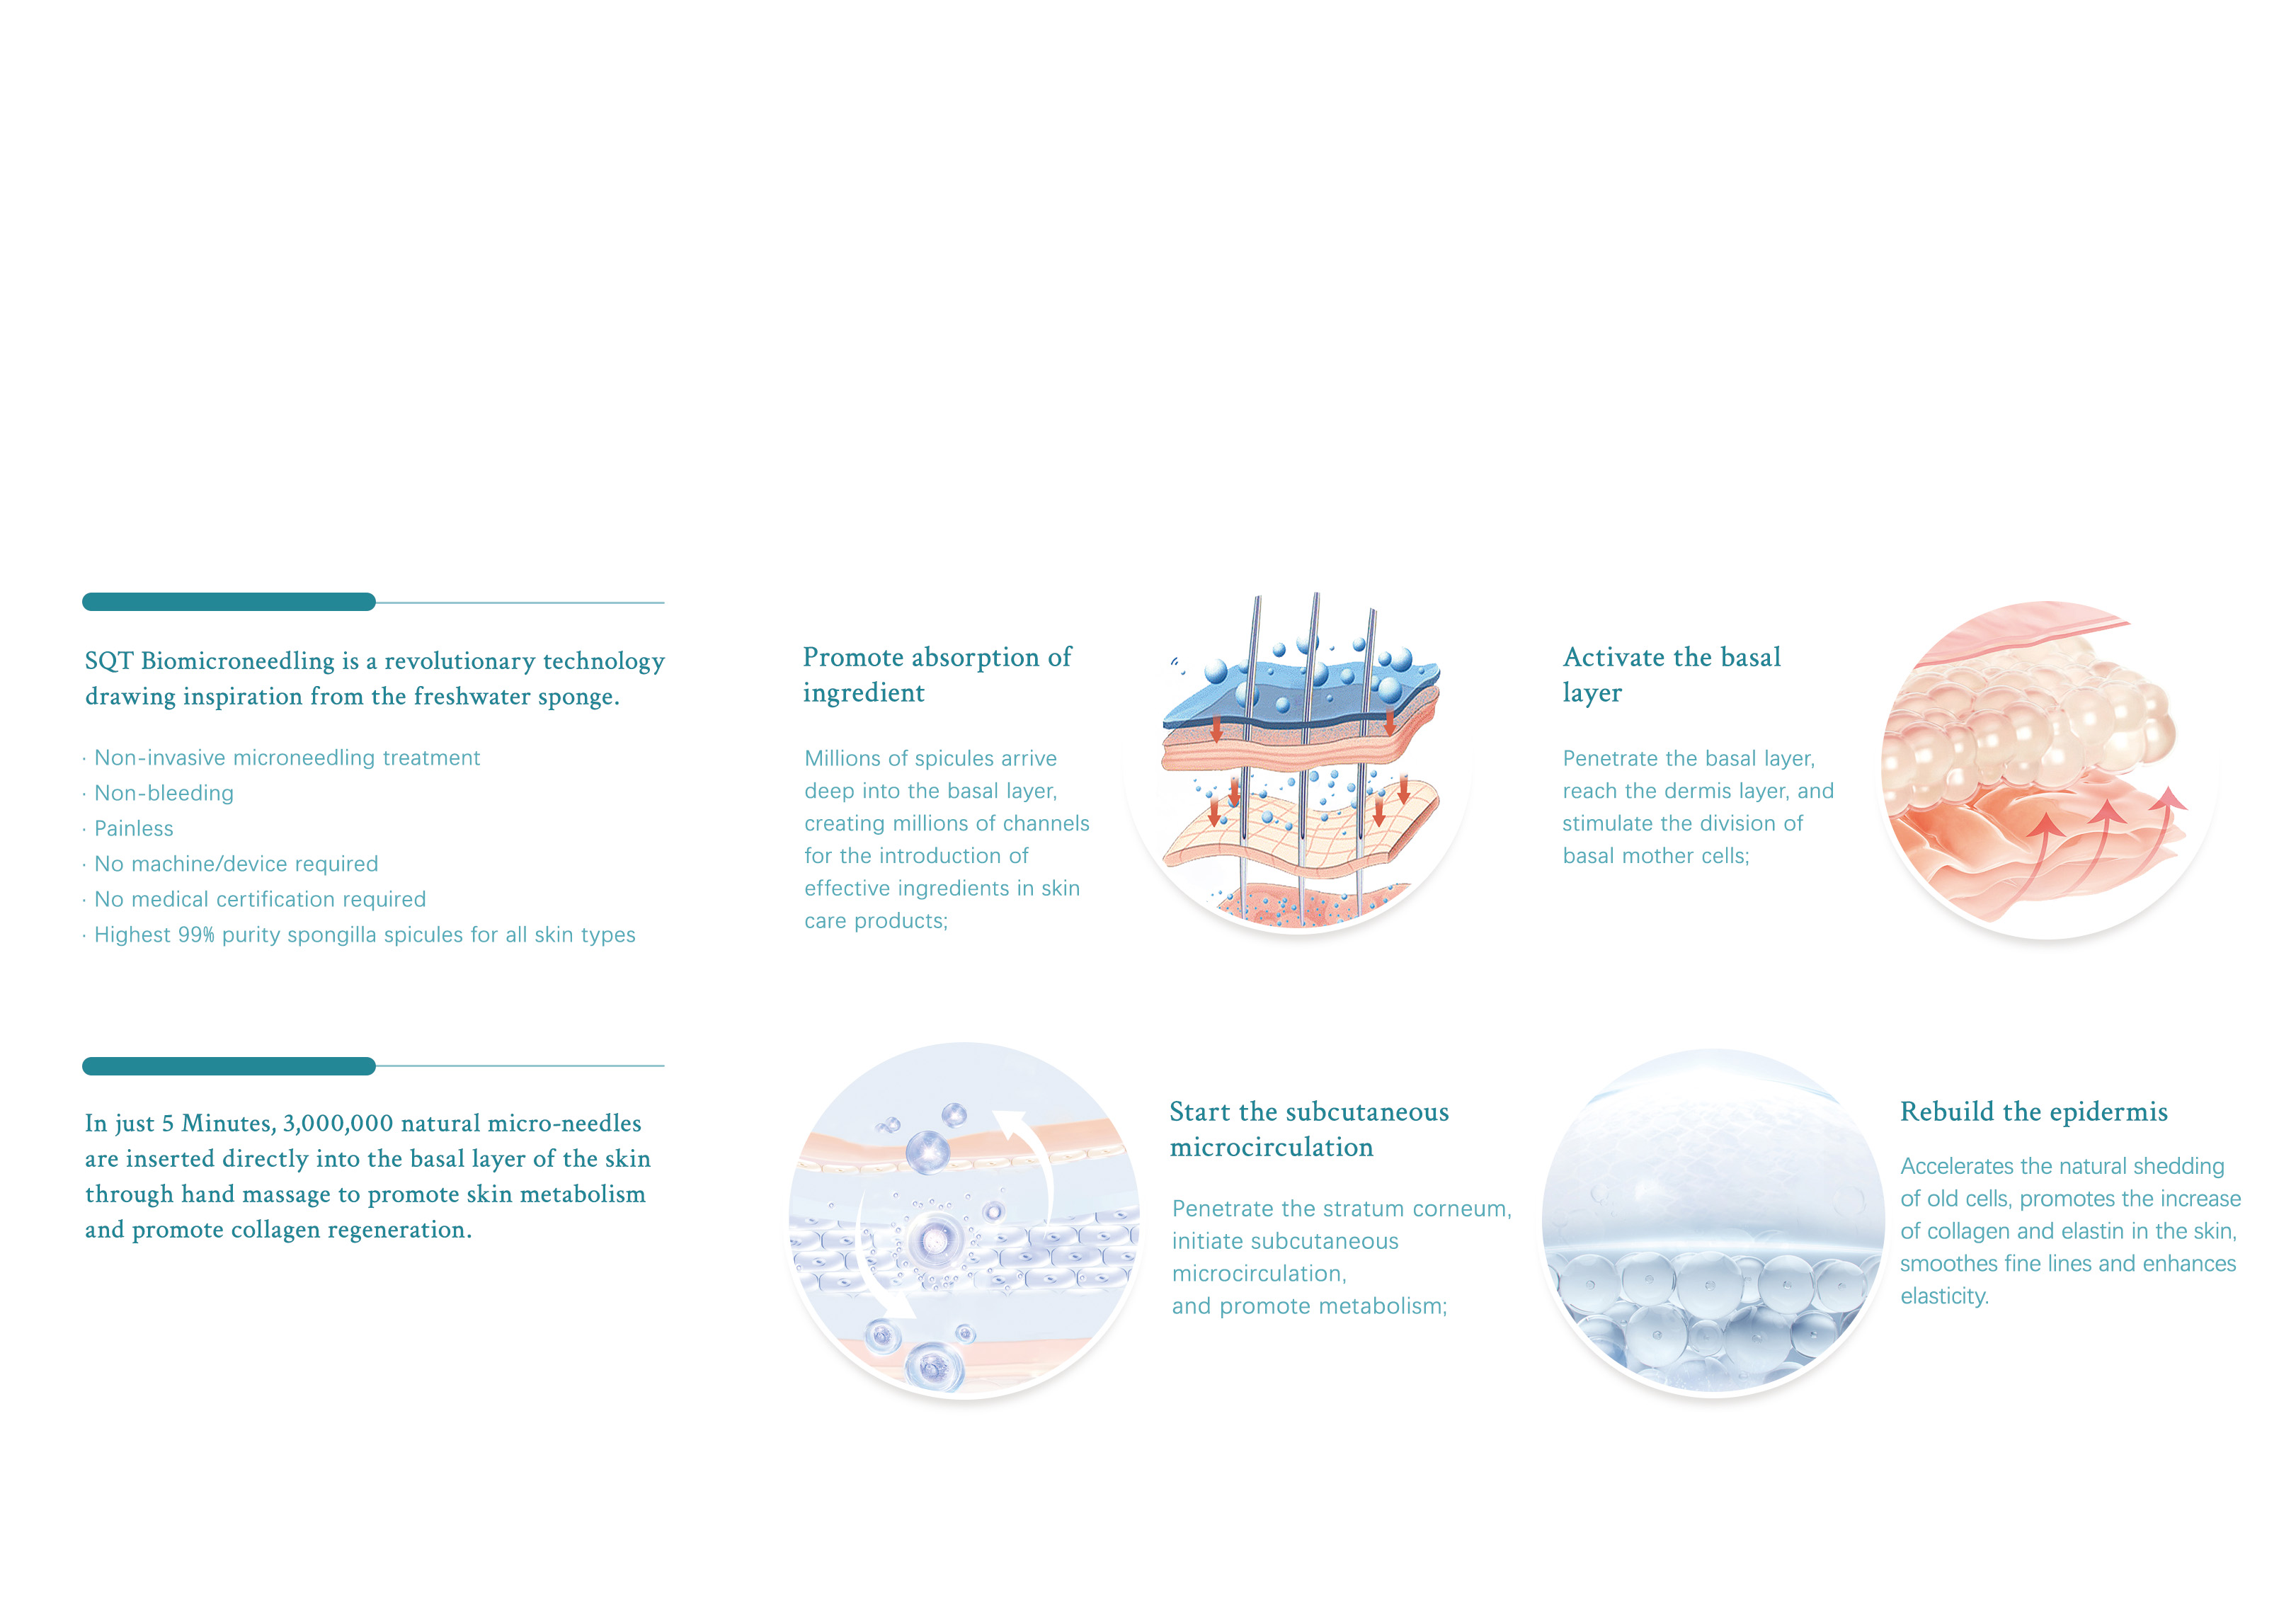 SQT Biomicroneedling is a revolutionary technology
drawing inspiration from the freshwater sponge.
· Non-invasive microneedling treatment
· Non-bleeding
· Painless
· No machine/device required
· No medical certification required
· Highest 99% purity spongilla spicules for all skin types
In just 5 Minutes, 3,000,000 natural micro-needles
are inserted directly into the basal layer of the skin
through hand massage to promote skin metabolism
and promote collagen regeneration.
Promote absorption of
ingredient
Millions of spicules arrive
deep into the basal layer,
creating millions of channels
for the introduction of
effective ingredients in skin
care products;
Activate the basal
layer
Penetrate the basal layer,
reach the dermis layer, and
stimulate the division of
basal mother cells;
Start the subcutaneous
microcirculation
Penetrate the stratum corneum,
initiate subcutaneous
microcirculation,
and promote metabolism;
Rebuild the epidermis
Accelerates the natural shedding
of old cells, promotes the increase
of collagen and elastin in the skin,
smoothes fine lines and enhances
elasticity.